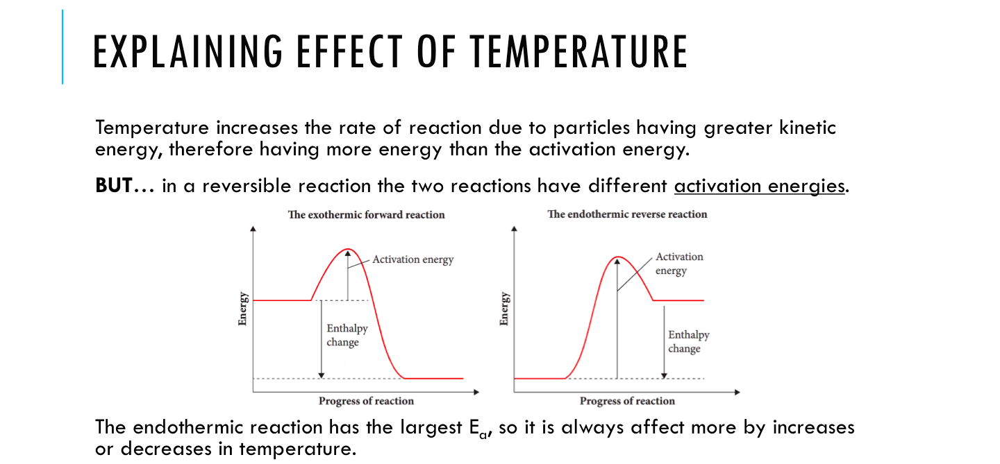 EXPLAINING EFFECT OF TEMPERATURE
Temperature increases the rate of reaction due to particles having greater kinetic
energy, therefore having more energy than the activation energy.
BUT… in a reversible reaction the two reactions have different activation energies.
The exothermic forward reaction
Energy
Activation energy
Enthalpy
change
Progress of reaction
The endothermic reverse reaction
Energy
Activation
energy
Enthalpy
change
Progress of reaction
The endothermic reaction has the largest Ea, so it is always affect more by increases
or decreases in temperature.